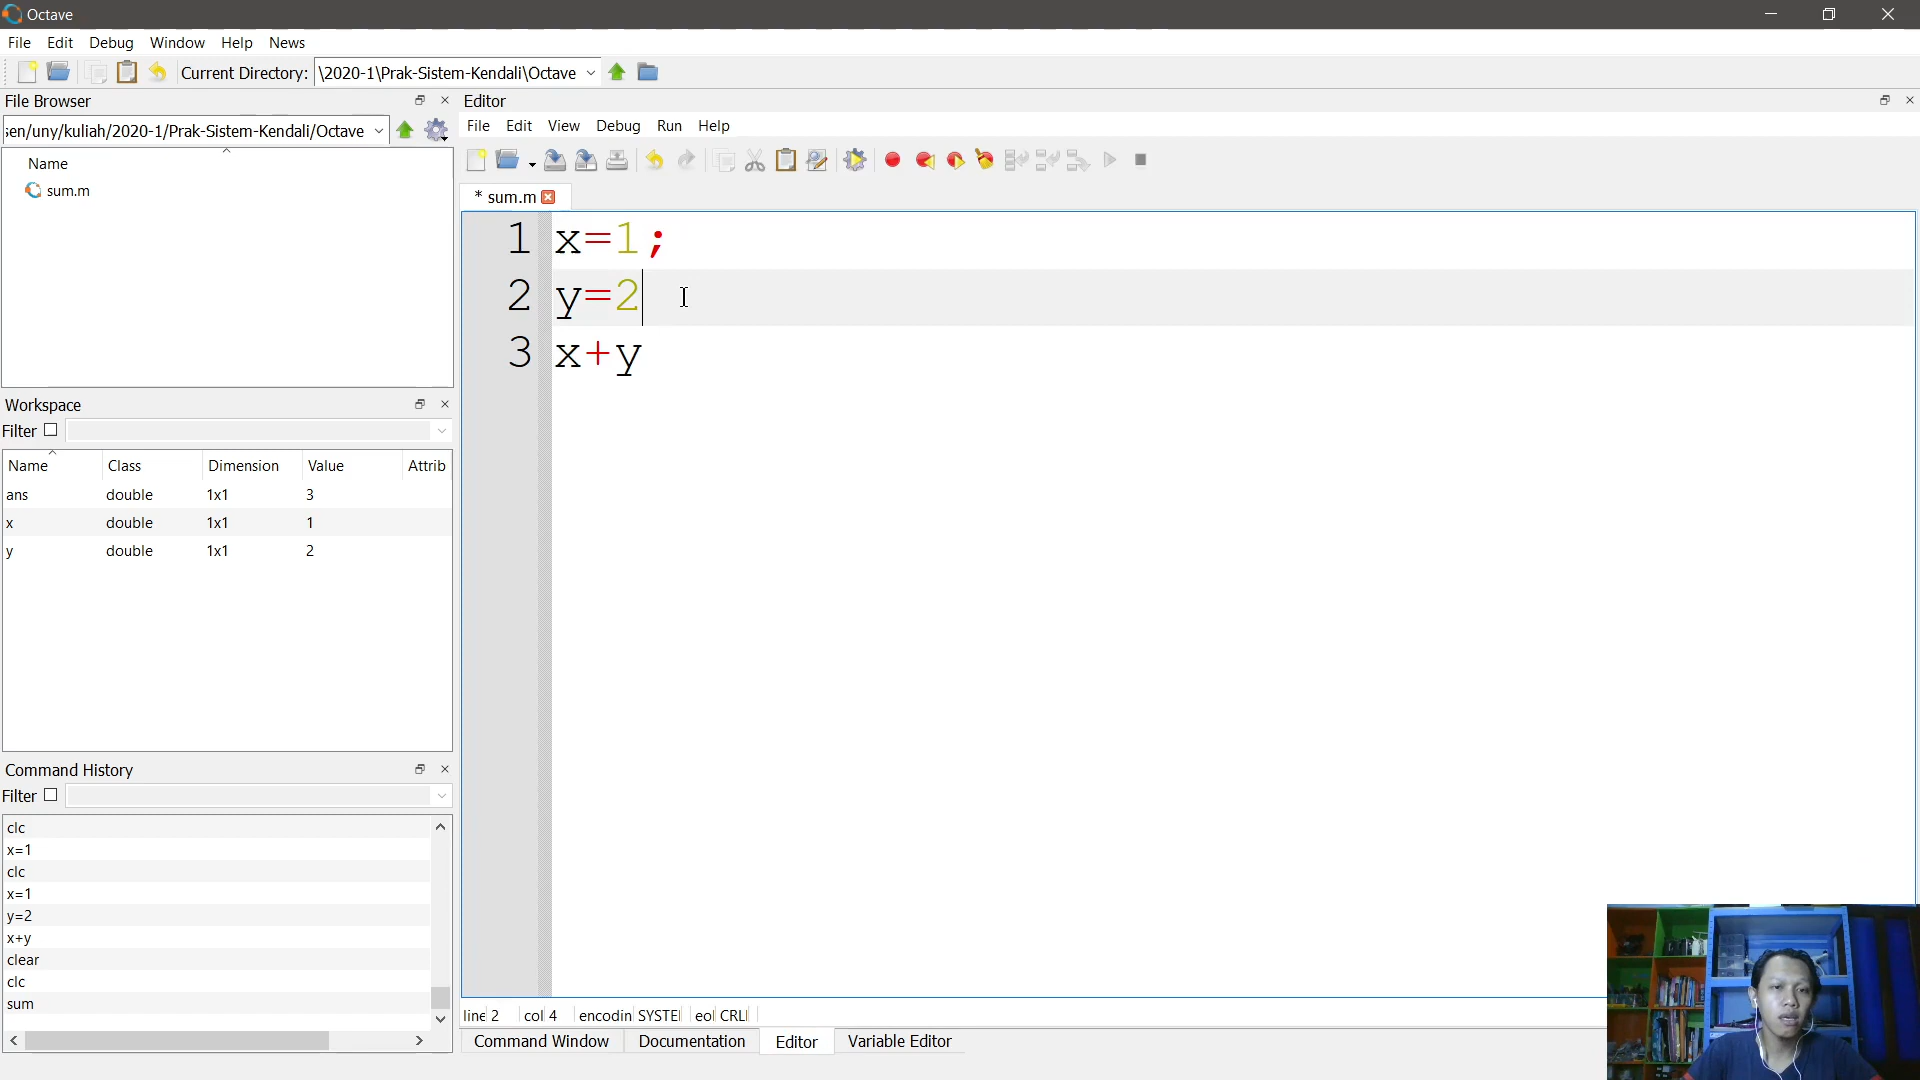 Octave
File Edit Debug Window Help News
Current Directory: \2020-1\Prak-Sistem-Kendali\Octave
File Browser
sen/uny/kuliah/2020-1/Prak-Sistem-Kendali/Octave
Name
sum.m
Workspace
Filter
Name Class Dimension Value Attrib
ans double 1x1 3
x double 1x1 1
y double 1x1 2
Command History
Filter
clc
x=1
clc
x=1
y=2
x+y
clear
clc
sum
Editor
File Edit View Debug Run Help
* sum.m
1 x=1;
2 y=2
3 x+y
line 2 col 4 encodin SYSTE eol CRL
Command Window Documentation Editor Variable Editor